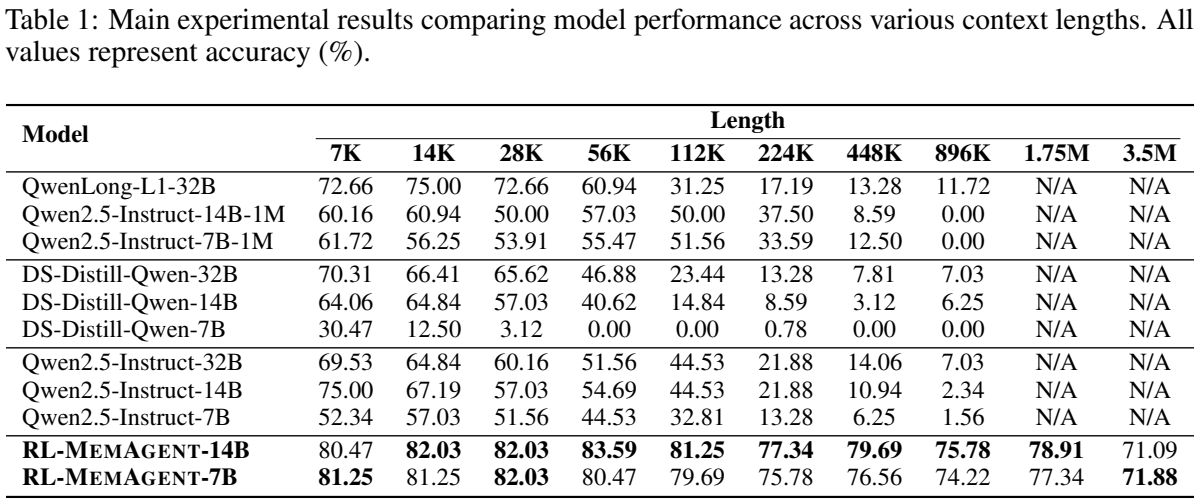 Table 1: Main experimental results comparing model performance across various context lengths. All
values represent accuracy (%).
Model Length
7K 14K 28K 56K 112K 224K 448K 896K 1.75M 3.5M
QwenLong-L1-32B 72.66 75.00 72.66 60.94 31.25 17.19 13.28 11.72 N/A N/A
Qwen2.5-Instruct-14B-1M 60.16 60.94 50.00 57.03 50.00 37.50 8.59 0.00 N/A N/A
Qwen2.5-Instruct-7B-1M 61.72 56.25 53.91 55.47 51.56 33.59 12.50 0.00 N/A N/A
DS-Distill-Qwen-32B 70.31 66.41 65.62 46.88 23.44 13.28 7.81 7.03 N/A N/A
DS-Distill-Qwen-14B 64.06 64.84 57.03 40.62 14.84 8.59 3.12 6.25 N/A N/A
DS-Distill-Qwen-7B 30.47 12.50 3.12 0.00 0.00 0.78 0.00 0.00 N/A N/A
Qwen2.5-Instruct-32B 69.53 64.84 60.16 51.56 44.53 21.88 14.06 7.03 N/A N/A
Qwen2.5-Instruct-14B 75.00 67.19 57.03 54.69 44.53 21.88 10.94 2.34 N/A N/A
Qwen2.5-Instruct-7B 52.34 57.03 51.56 44.53 32.81 13.28 6.25 1.56 N/A N/A
RL-MEMAGENT-14B 80.47 82.03 82.03 83.59 81.25 77.34 79.69 75.78 78.91 71.09
RL-MEMAGENT-7B 81.25 81.25 82.03 80.47 79.69 75.78 76.56 74.22 77.34 71.88